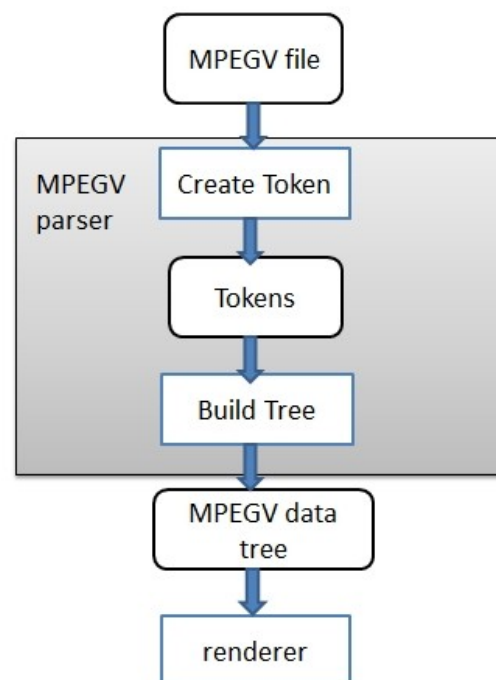 MPEGV file
MPEGV
parser
Create Token
Tokens
Build Tree
MPEGV data
tree
renderer